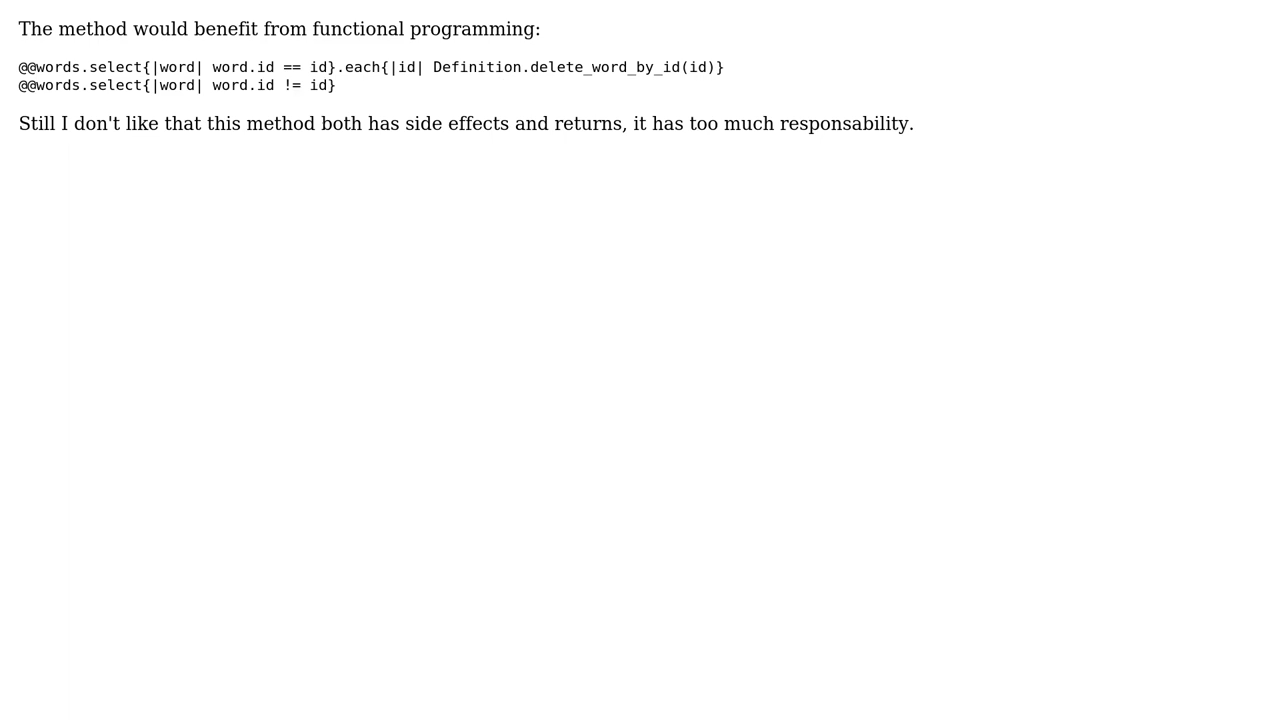 The method would benefit from functional programming:
@@words.select{|word| word.id == id}.each{|id| Definition.delete_word_by_id(id)}
@@words.select{|word| word.id != id}
Still I don't like that this method both has side effects and returns, it has too much responsability.